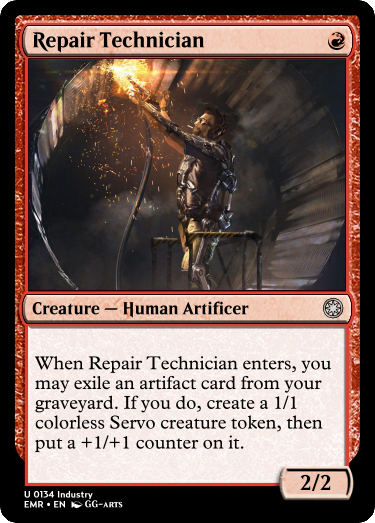 Repair Technician
Creature — Human Artificer
When Repair Technician enters, you
may exile an artifact card from your
graveyard. If you do, create a 1/1
colorless Servo creature token, then
put a +1/+1 counter on it.
2/2
U 0134 Industry
EMR • EN GG-ARTS